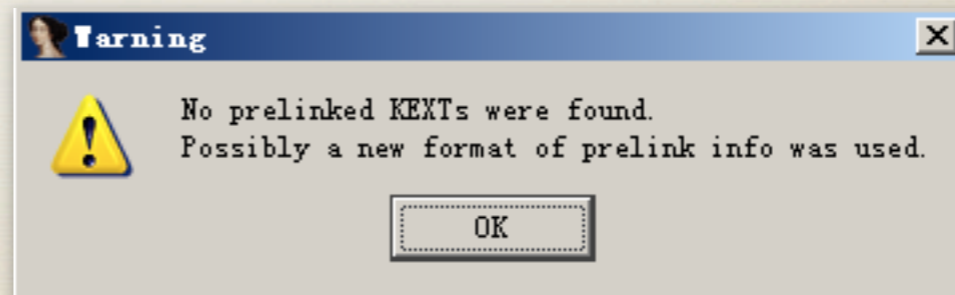 Warning
No prelinked KEXTs were found.
Possibly a new format of prelink info was used.
OK